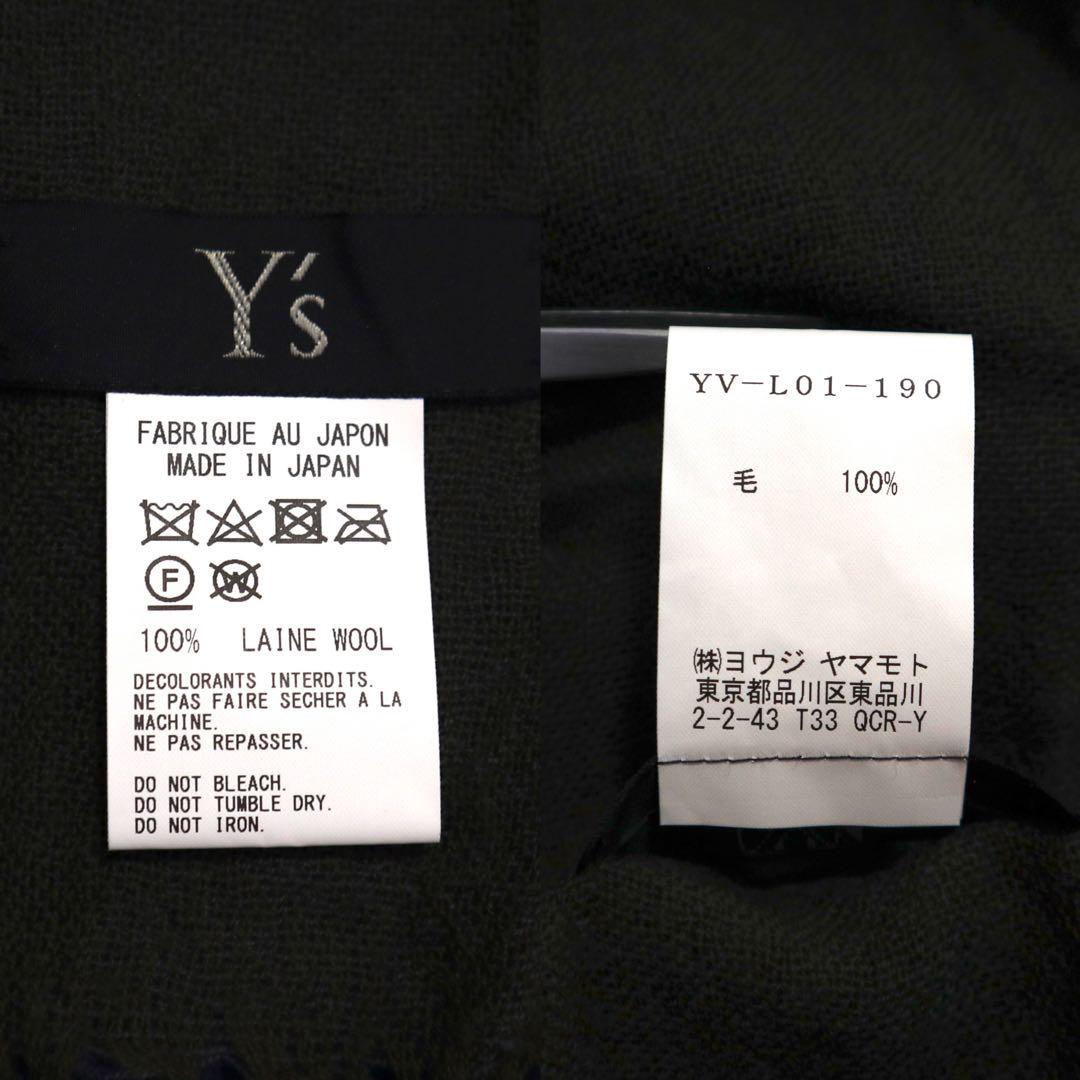 Y's
FABRIQUE AU JAPON
MADE IN JAPAN
F
W
100% LAINE WOOL
DECOLORANTS INTERDITS.
NE PAS FAIRE SECHER A LA
MACHINE.
NE PAS REPASSER.
DO NOT BLEACH.
DO NOT TUMBLE DRY.
DO NOT IRON.
YV-L01-190
毛 100%
㈱ヨウジ ヤマモト
東京都品川区東品川
2-2-43 T33 QCR-Y